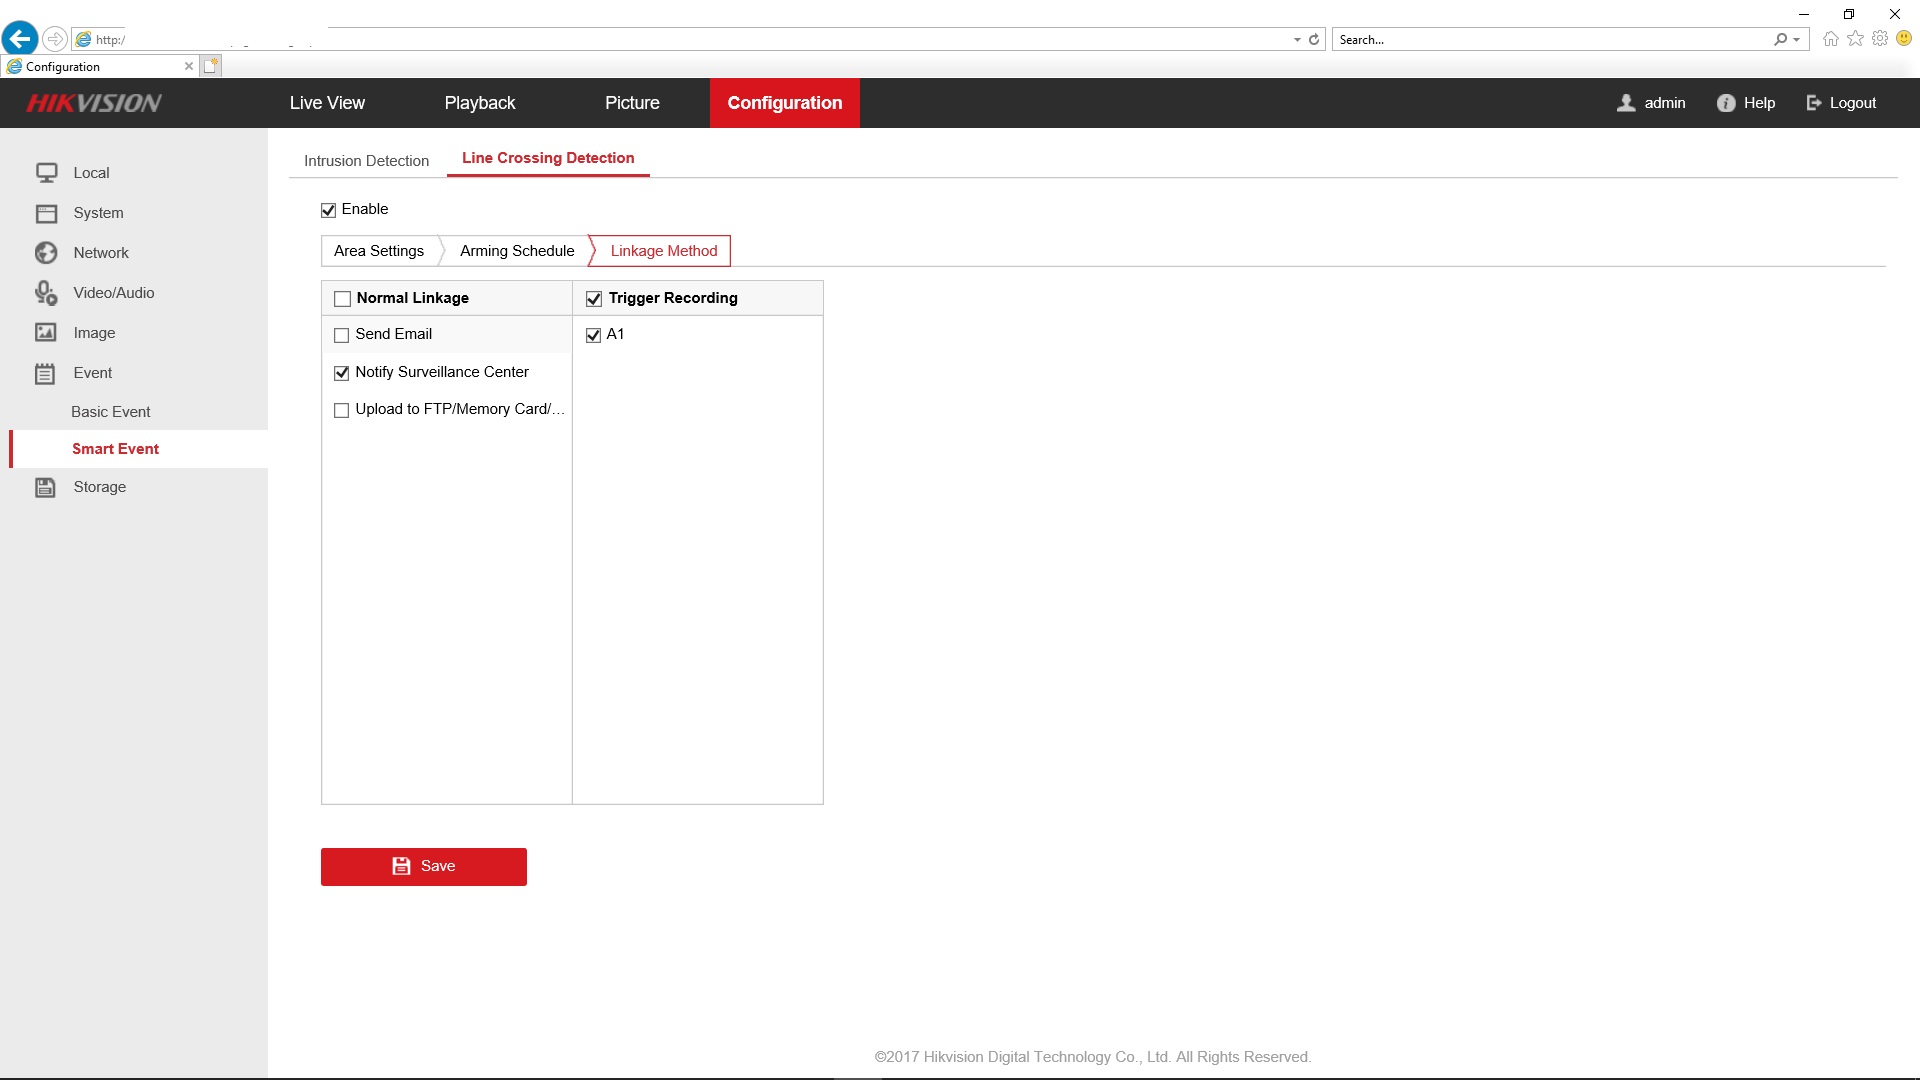 http:/
Search...
Configuration
HIKVISION
Live View
Playback
Picture
Configuration
admin
Help
Logout
Local
System
Network
Video/Audio
Image
Event
Basic Event
Smart Event
Storage
Intrusion Detection
Line Crossing Detection
Enable
Area Settings
Arming Schedule
Linkage Method
Normal Linkage
Trigger Recording
Send Email
A1
Notify Surveillance Center
Upload to FTP/Memory Card/...
Save
©2017 Hikvision Digital Technology Co., Ltd. All Rights Reserved.